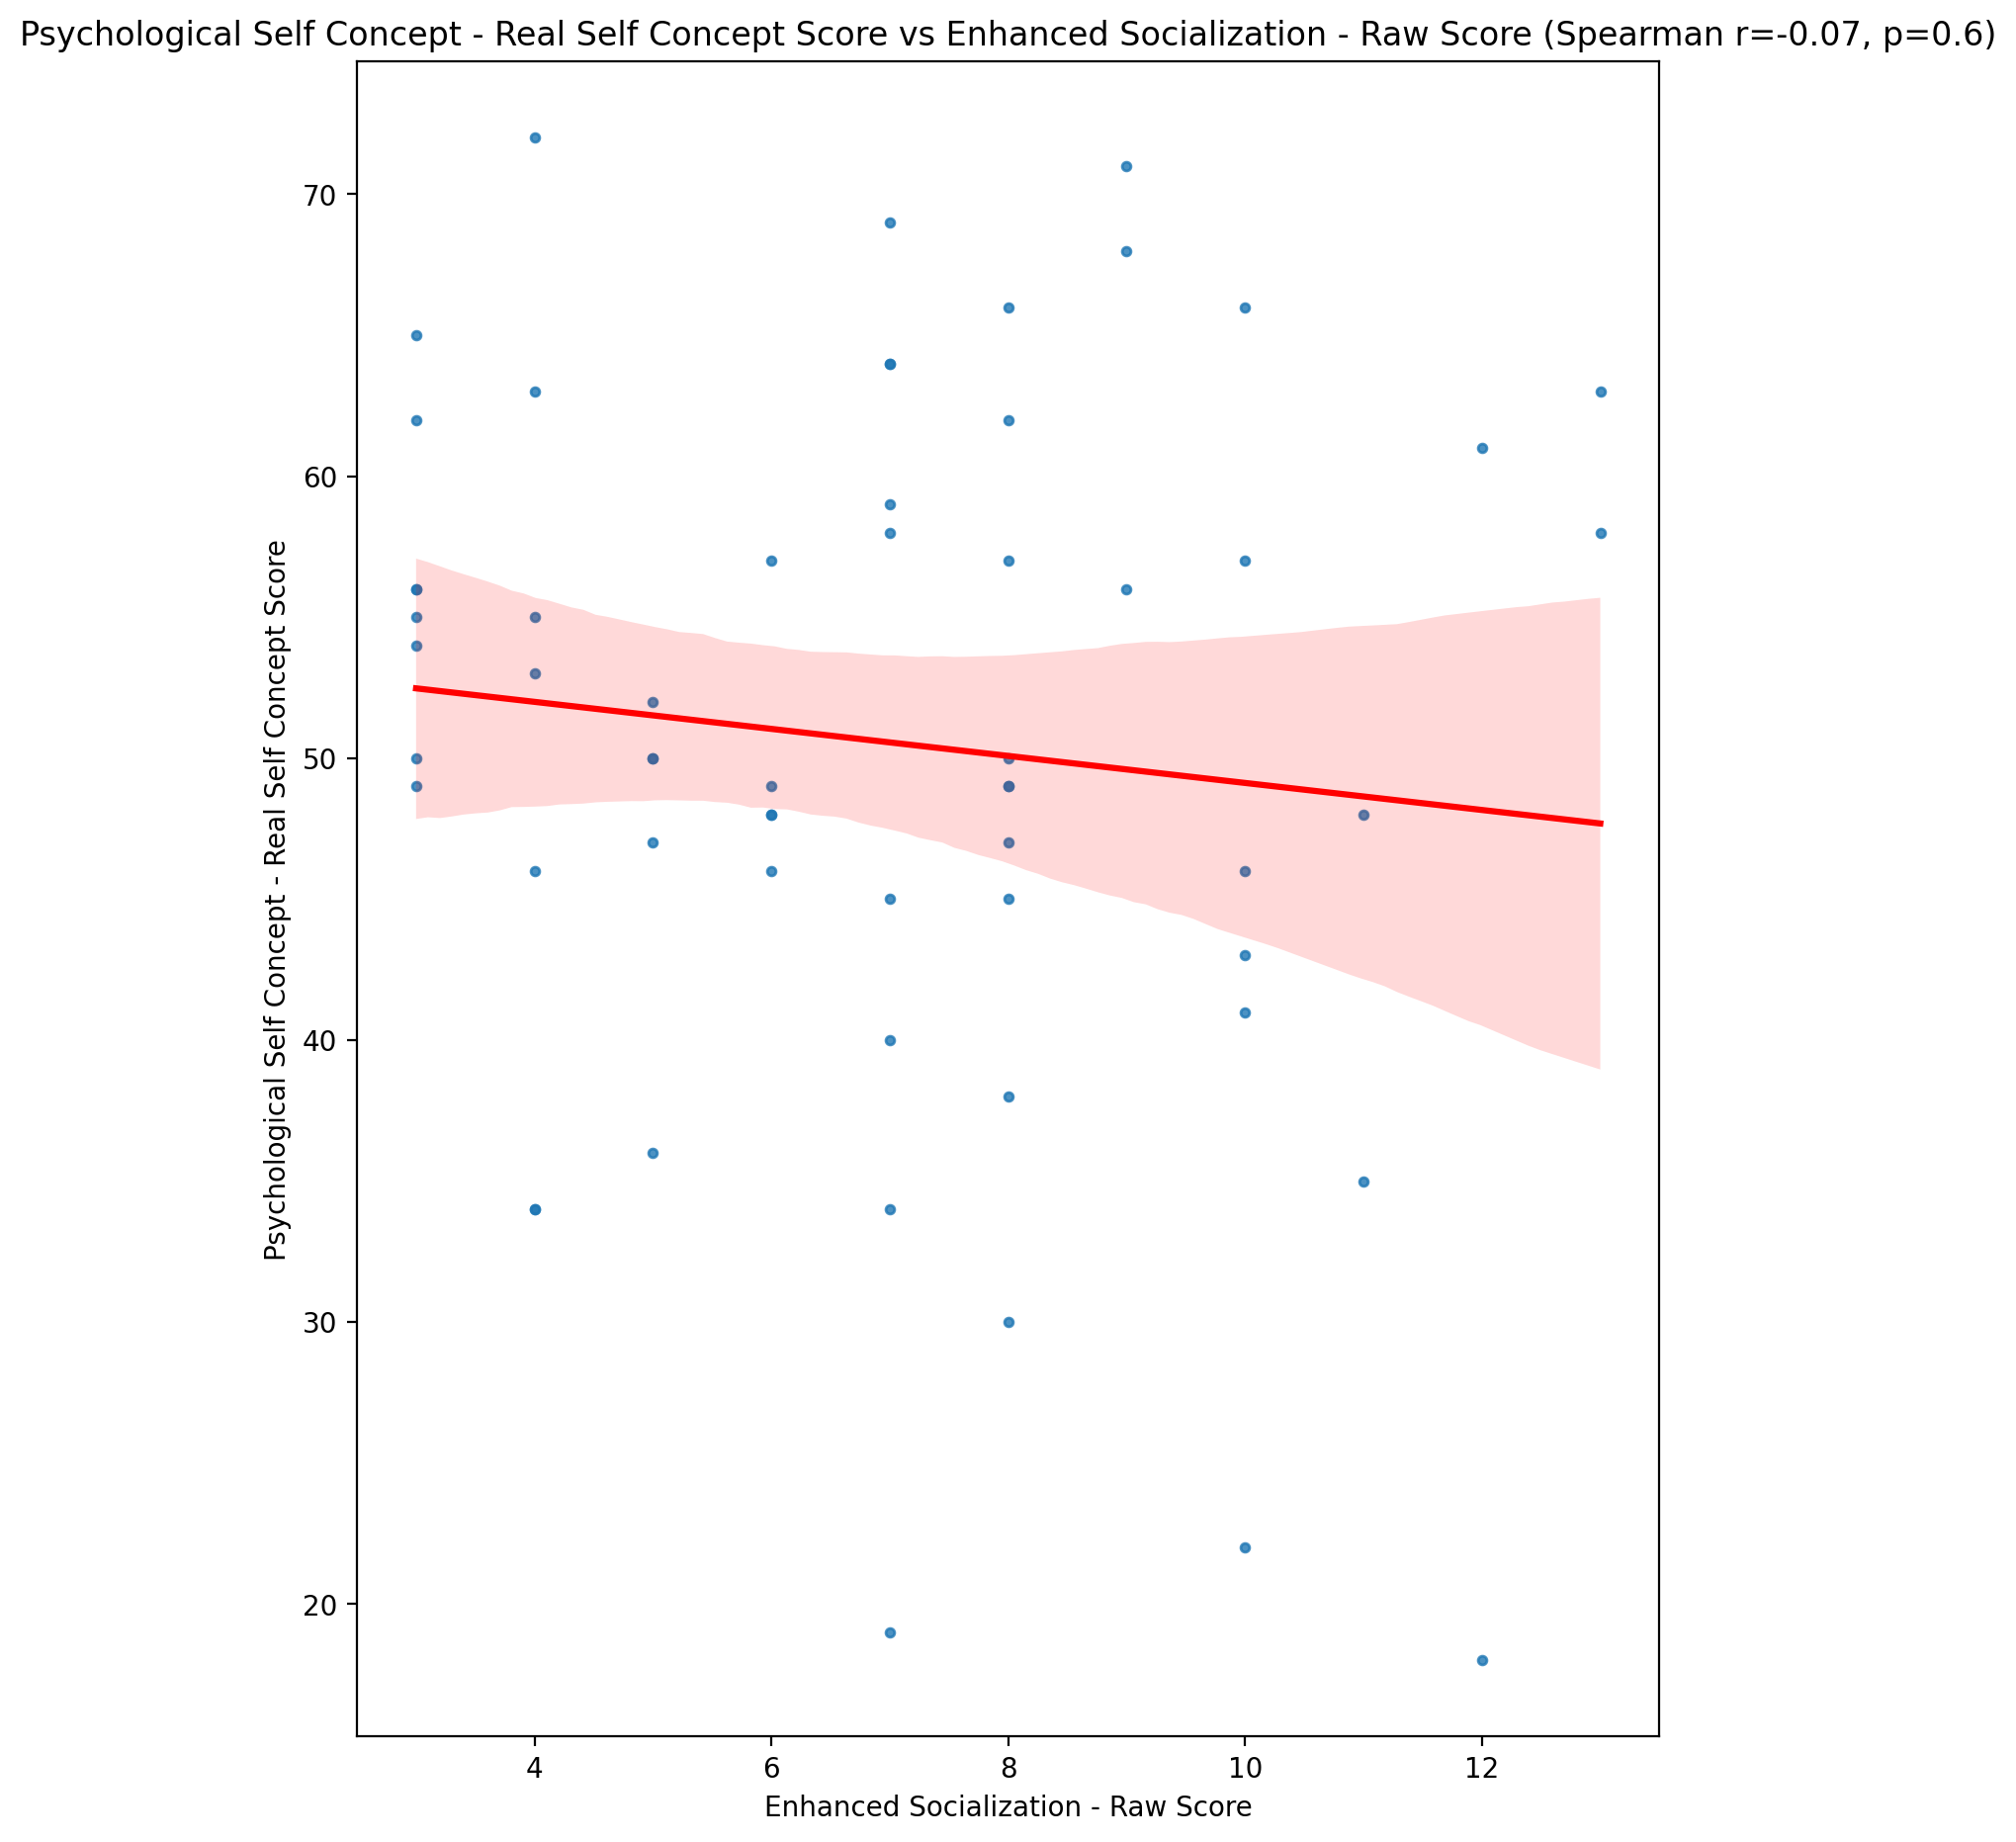 Psychological Self Concept - Real Self Concept Score vs Enhanced Socialization - Raw Score (Spearman r=-0.07, p=0.6)
Psychological Self Concept - Real Self Concept Score
70
60
50
40
30
20
4 6 8 10 12
Enhanced Socialization - Raw Score